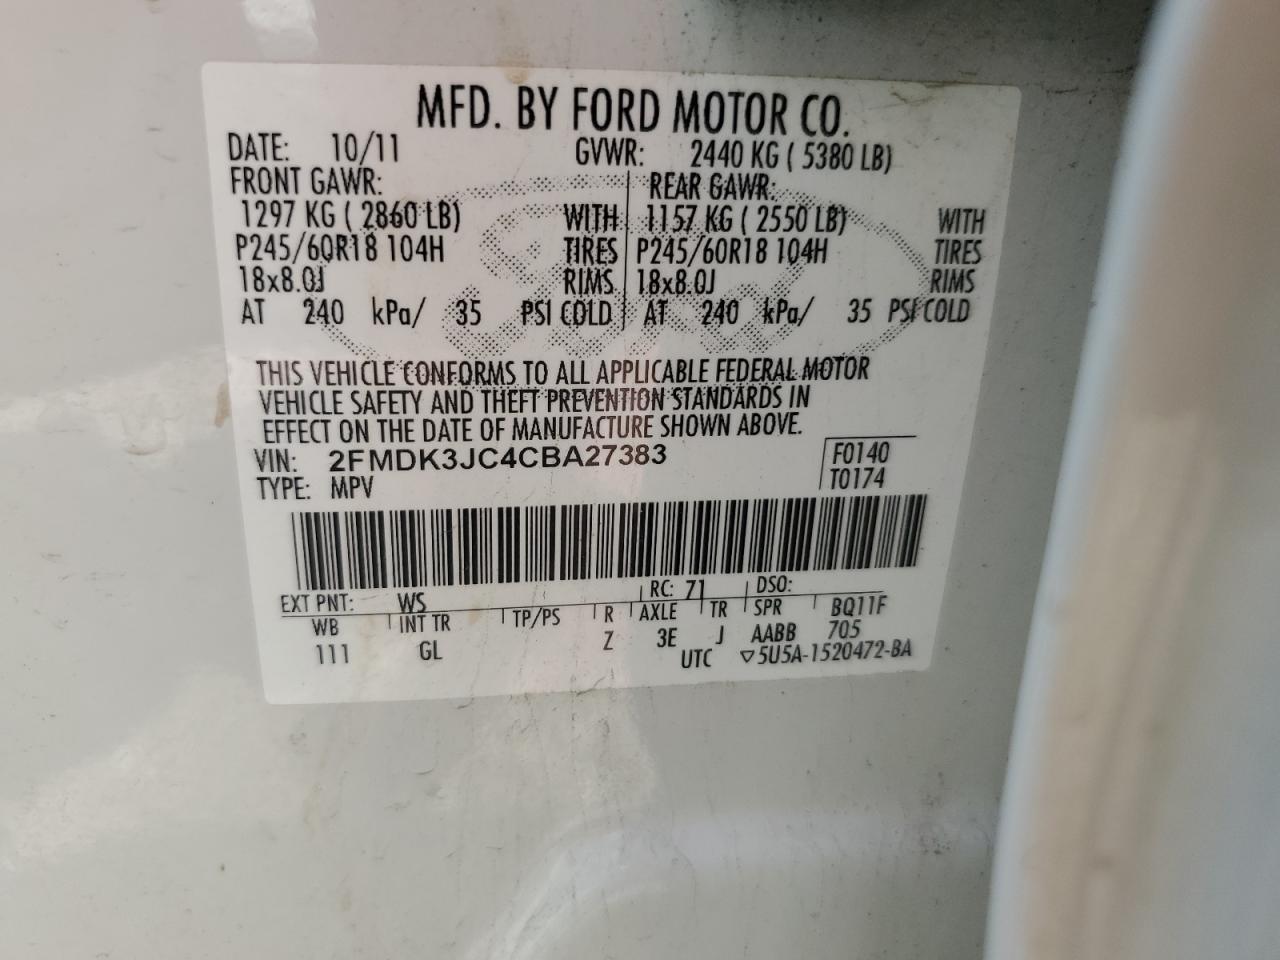 MFD. BY FORD MOTOR CO.
DATE: 10/11 GVWR: 2440 KG ( 5380 LB)
FRONT GAWR: REAR GAWR:
1297 KG ( 2860 LB) WITH 1157 KG ( 2550 LB) WITH
P245/60R18 104H TIRES P245/60R18 104H TIRES
18x8.0J RIMS 18x8.0J RIMS
AT 240 kPa/ 35 PSI COLD AT 240 kPa/ 35 PSI COLD
THIS VEHICLE CONFORMS TO ALL APPLICABLE FEDERAL MOTOR
VEHICLE SAFETY AND THEFT PREVENTION STANDARDS IN
EFFECT ON THE DATE OF MANUFACTURE SHOWN ABOVE.
VIN: 2FMDK3JC4CBA27383 F0140
TYPE: MPV T0174
EXT PNT: WS RC: 71 DSO:
WB INT TR TP/PS R AXLE TR SPR BQ11F
111 GL Z 3E J AABB 705
UTC ▽5U5A-1520472-BA